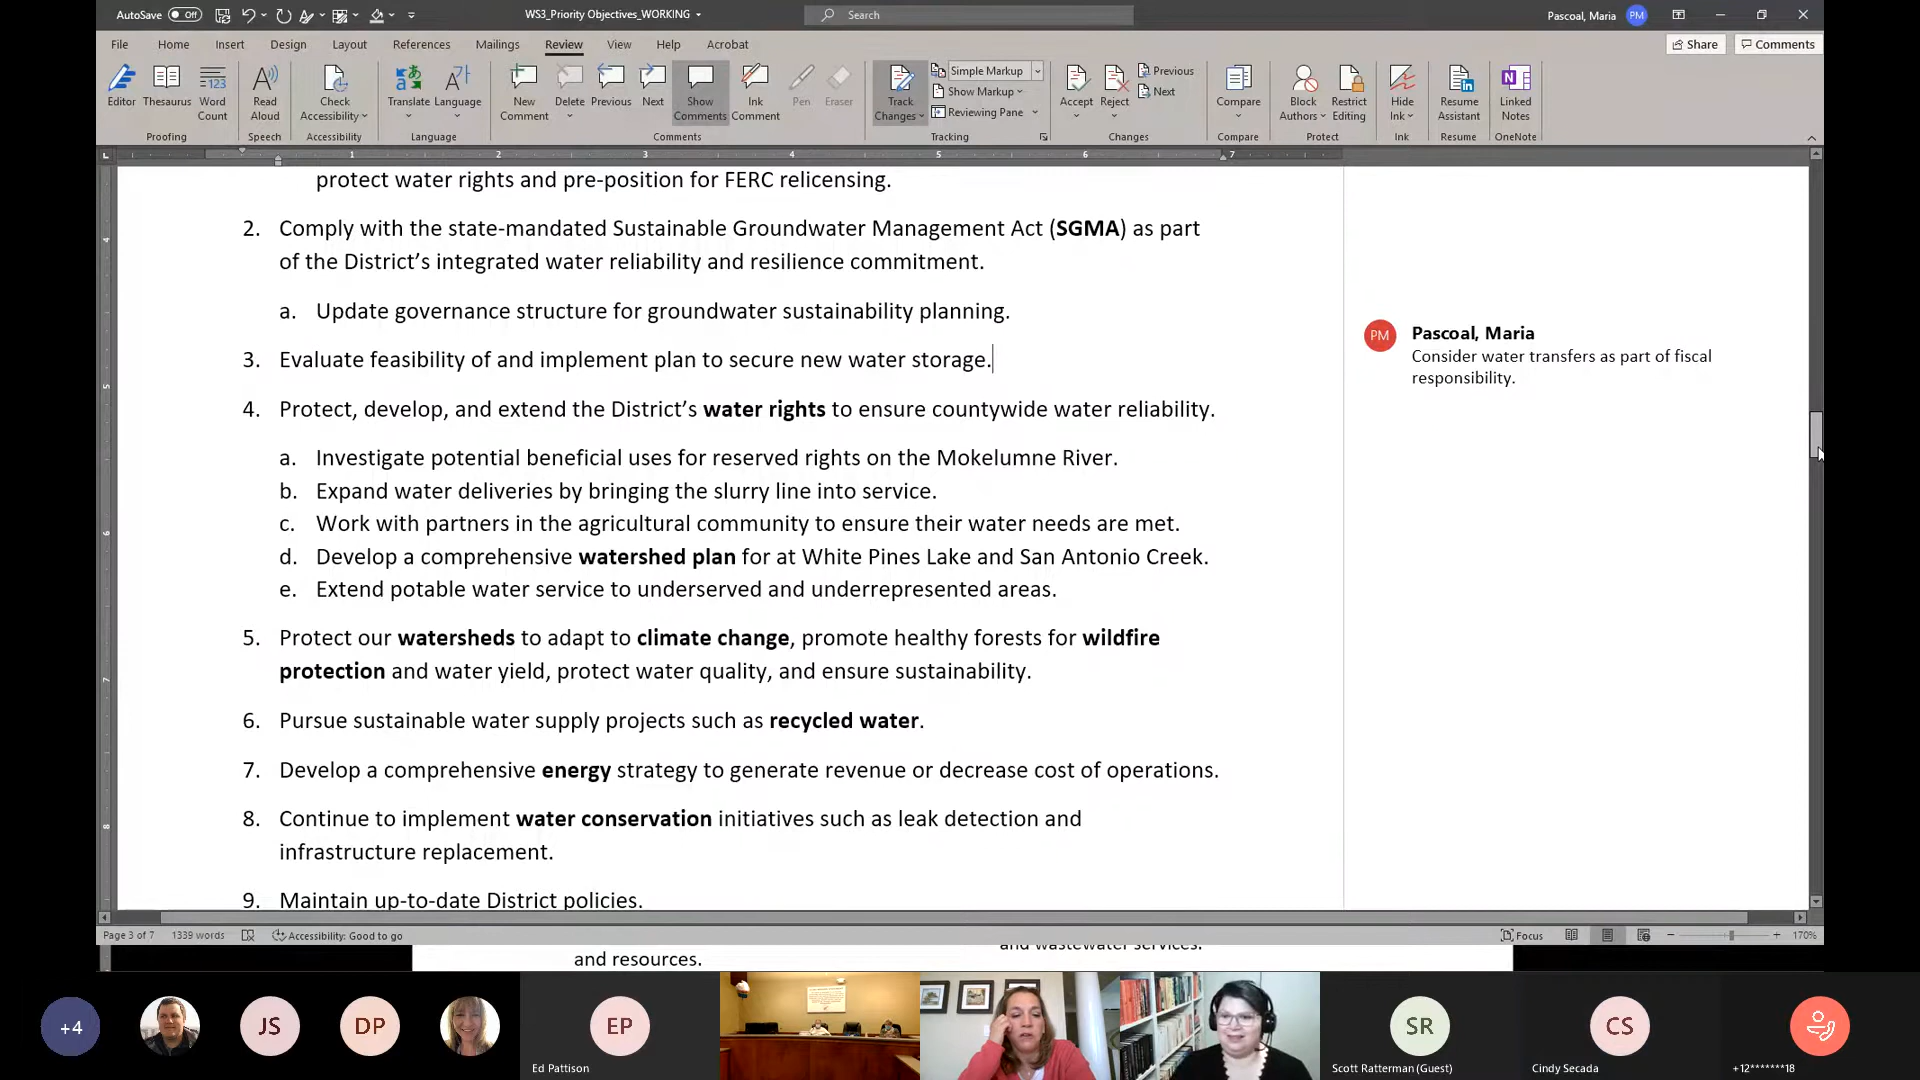 AutoSave Off
WS3_Priority Objectives_WORKING
Search
Pascoal, Maria PM
File Home Insert Design Layout References Mailings Review View Help Acrobat
Share Comments
Editor Thesaurus Word Count
Proofing
Read Aloud
Speech
Check Accessibility
Accessibility
Translate Language
Language
New Comment Delete Previous Next Show Comments Ink Comment Pen Eraser
Comments
Track Changes
Simple Markup
Show Markup
Reviewing Pane
Tracking
Accept Reject
Previous
Next
Changes
Compare
Compare
Block Authors Restrict Editing
Protect
Hide Ink
Ink
Resume Assistant
Resume
Linked Notes
OneNote
1 2 3 4 5 6 7
protect water rights and pre-position for FERC relicensing.
2. Comply with the state-mandated Sustainable Groundwater Management Act (SGMA) as part
of the District’s integrated water reliability and resilience commitment.
a. Update governance structure for groundwater sustainability planning.
3. Evaluate feasibility of and implement plan to secure new water storage.
4. Protect, develop, and extend the District’s water rights to ensure countywide water reliability.
a. Investigate potential beneficial uses for reserved rights on the Mokelumne River.
b. Expand water deliveries by bringing the slurry line into service.
c. Work with partners in the agricultural community to ensure their water needs are met.
d. Develop a comprehensive watershed plan for at White Pines Lake and San Antonio Creek.
e. Extend potable water service to underserved and underrepresented areas.
5. Protect our watersheds to adapt to climate change, promote healthy forests for wildfire
protection and water yield, protect water quality, and ensure sustainability.
6. Pursue sustainable water supply projects such as recycled water.
7. Develop a comprehensive energy strategy to generate revenue or decrease cost of operations.
8. Continue to implement water conservation initiatives such as leak detection and
infrastructure replacement.
9. Maintain up-to-date District policies.
PM
Pascoal, Maria
Consider water transfers as part of fiscal
responsibility.
Page 3 of 7 1339 words Accessibility: Good to go
Focus 170%
and wastewater services.
and resources.
+4
JS
DP
EP
Ed Pattison
SR
Scott Ratterman (Guest)
CS
Cindy Secada
+12*******18